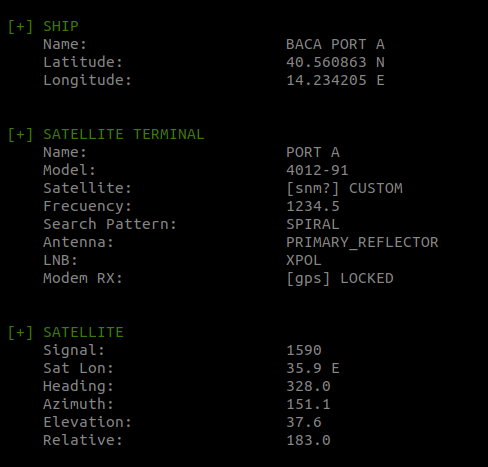 [+] SHIP
Name: BACA PORT A
Latitude: 40.560863 N
Longitude: 14.234205 E
[+] SATELLITE TERMINAL
Name: PORT A
Model: 4012-91
Satellite: [snm?] CUSTOM
Frecuency: 1234.5
Search Pattern: SPIRAL
Antenna: PRIMARY_REFLECTOR
LNB: XPOL
Modem RX: [gps] LOCKED
[+] SATELLITE
Signal: 1590
Sat Lon: 35.9 E
Heading: 328.0
Azimuth: 151.1
Elevation: 37.6
Relative: 183.0